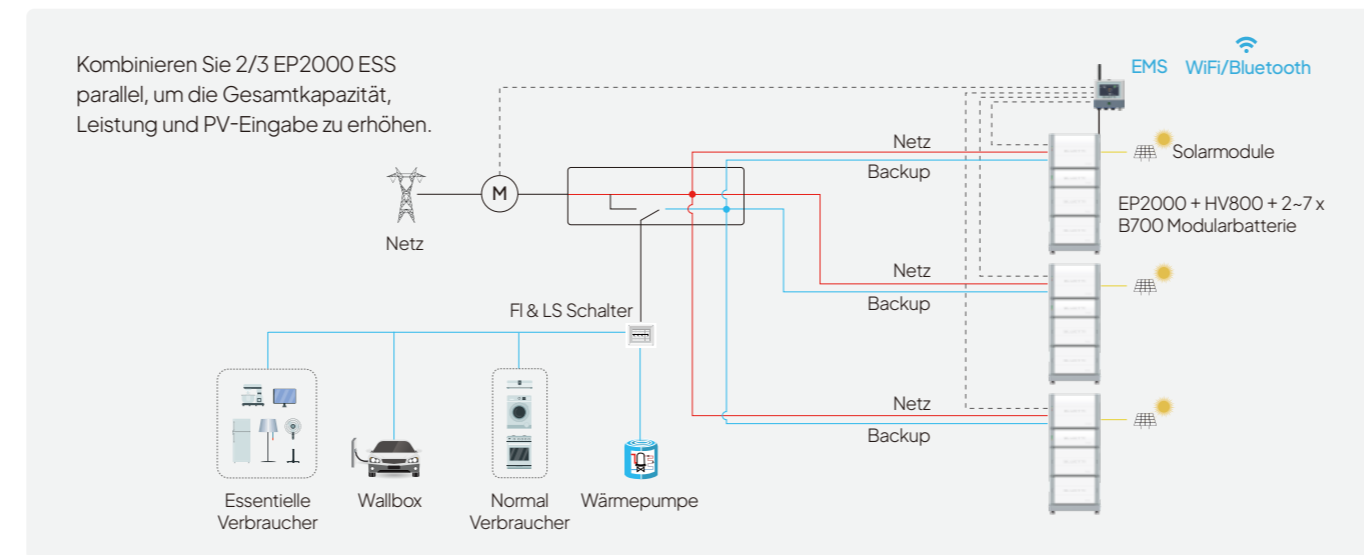 Kombinieren Sie 2/3 EP2000 ESS
parallel, um die Gesamtkapazität,
Leistung und PV-Eingabe zu erhöhen.
EMS WiFi/Bluetooth
Netz
Backup
Solarmodule
EP2000 + HV800 + 2~7 x
B700 Modularbatterie
M
Netz
Netz
Backup
FI & LS Schalter
Netz
Backup
Essentielle
Verbraucher
Wallbox
Normal
Verbraucher
Wärmepumpe